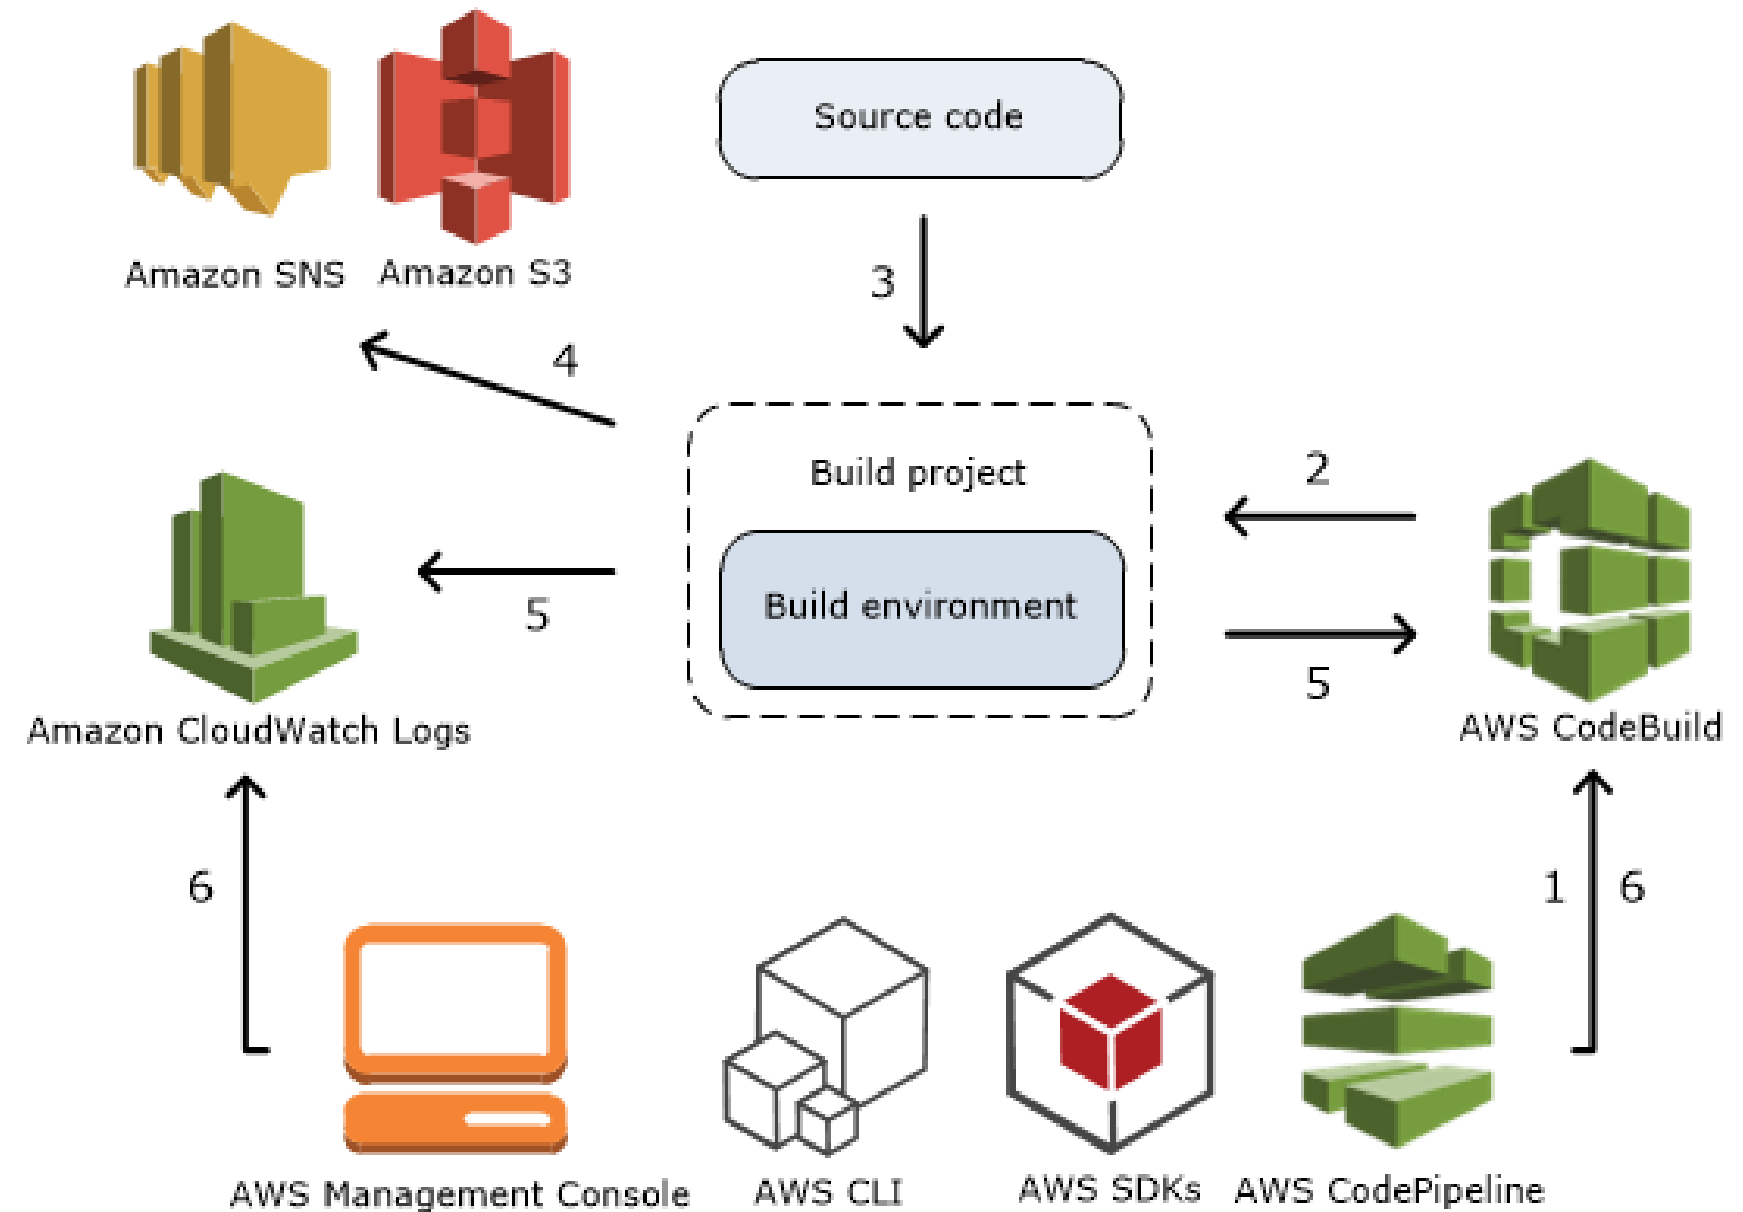 Source code
Amazon SNS
Amazon S3
3
4
Build project
2
Build environment
5
5
Amazon CloudWatch Logs
AWS CodeBuild
6
1
6
AWS Management Console
AWS CLI
AWS SDKs
AWS CodePipeline